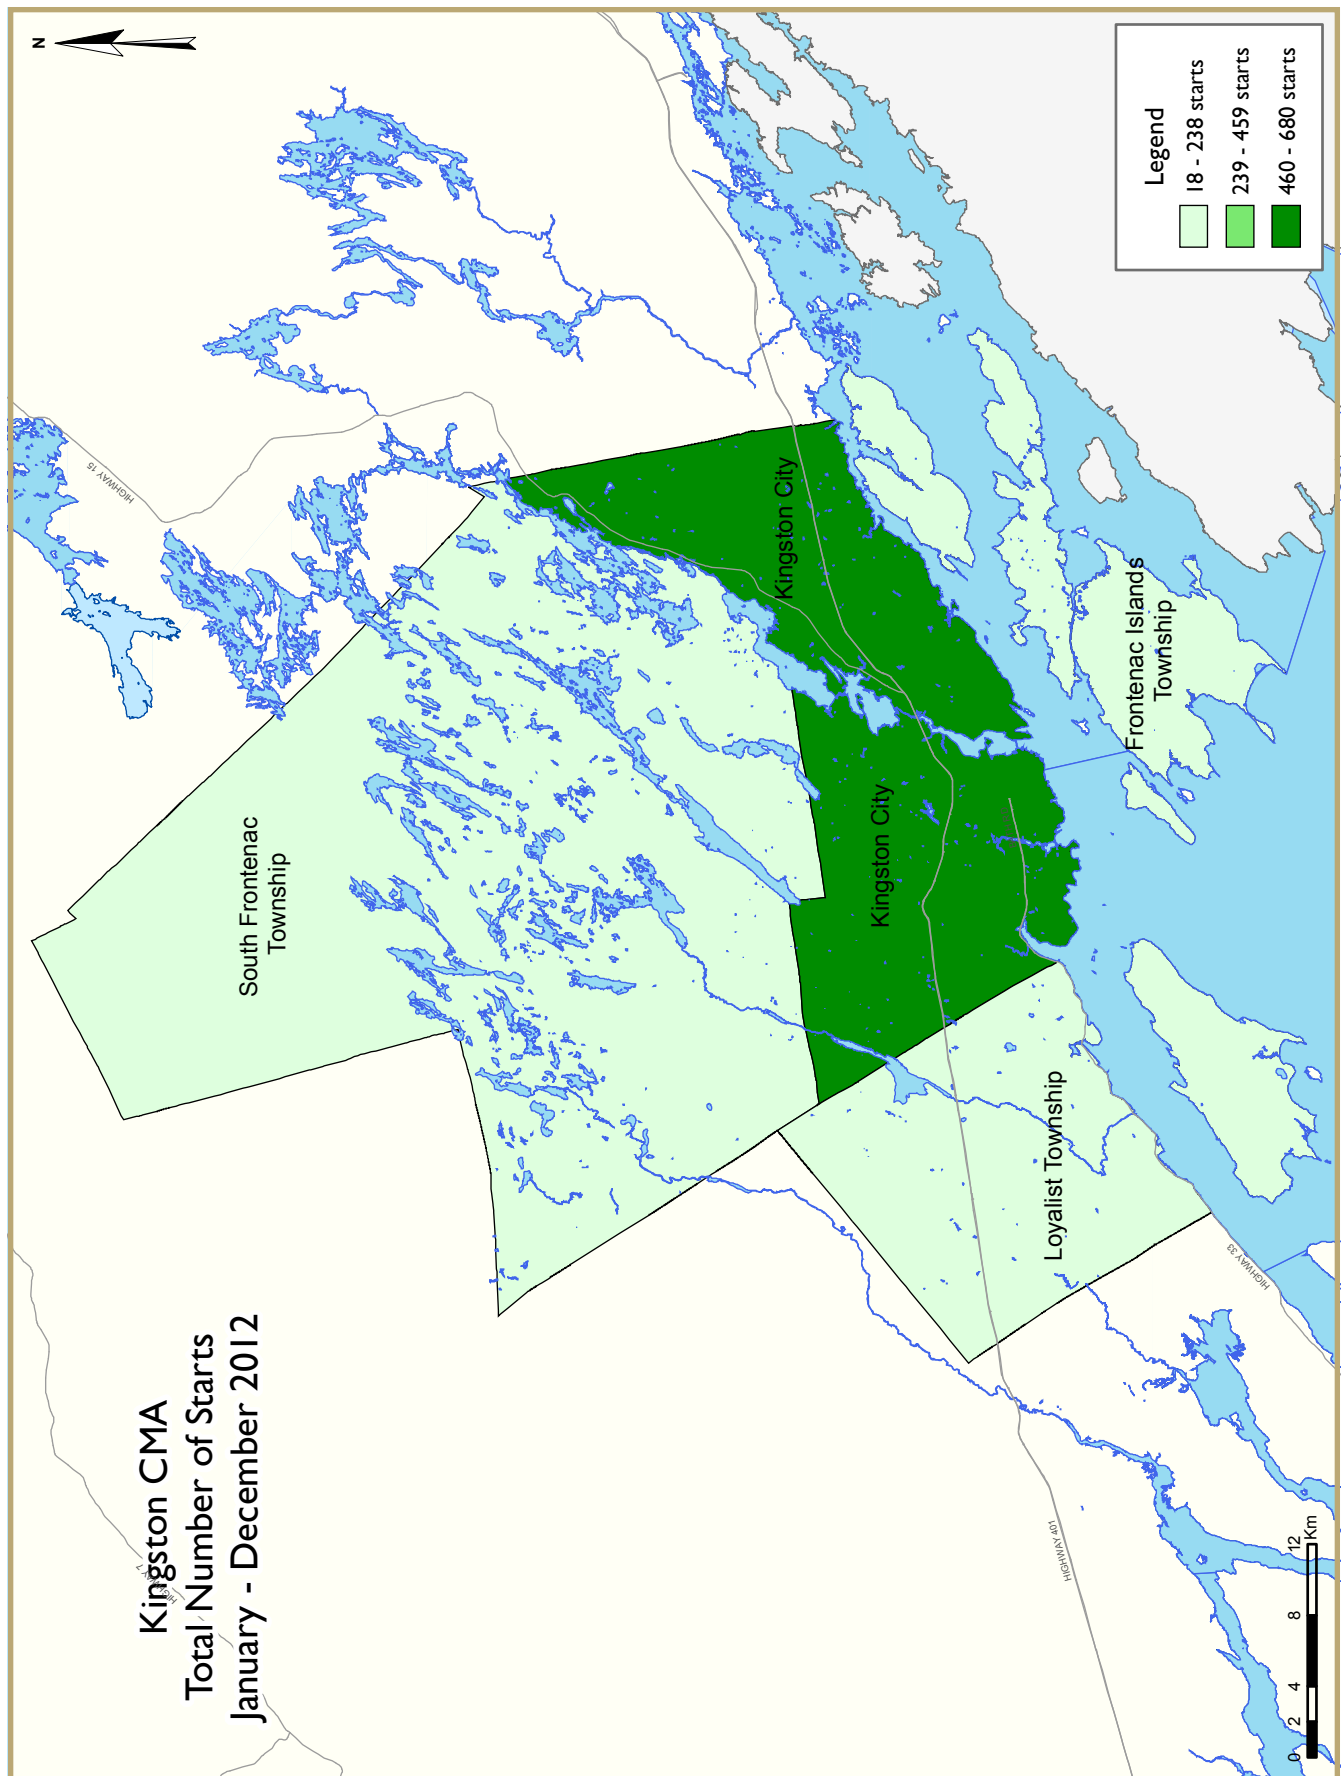 Kingston CMA
Total Number of Starts
January - December 2012
N
HIGHWAY 7
HIGHWAY 15
South Frontenac
Township
Kingston City
Kingston City
Frontenac Islands
Township
Loyalist Township
HIGHWAY 33
HIGHWAY 401
Legend
18 - 238 starts
239 - 459 starts
460 - 680 starts
0 2 4 8 12
Km